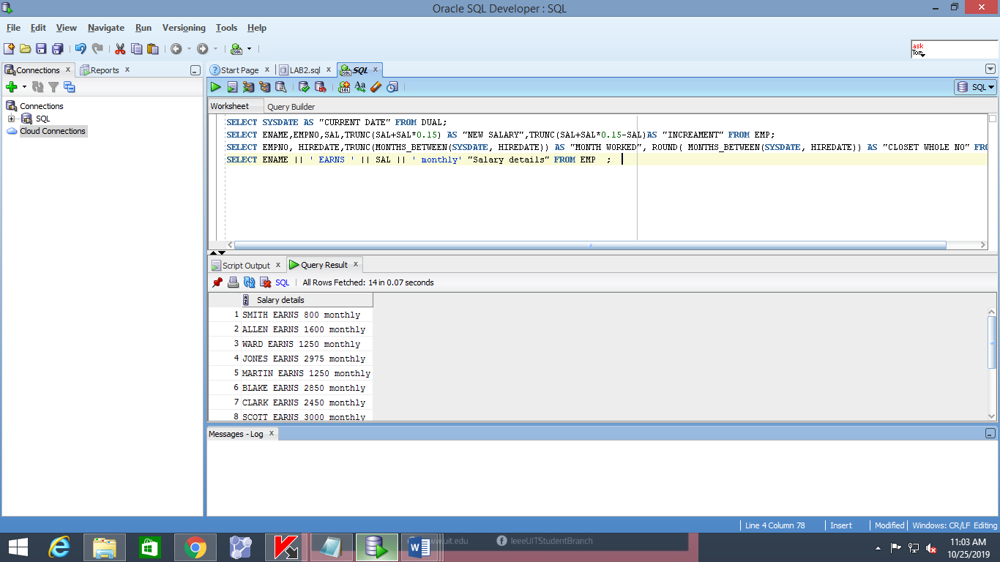 Oracle SQL Developer : SQL
File Edit View Navigate Run Versioning Tools Help
ask
Tom
Connections x Reports x
Start Page x LAB2.sql x SQL x
SQL
Connections
SQL
Cloud Connections
Worksheet Query Builder
SELECT SYSDATE AS "CURRENT DATE" FROM DUAL;
SELECT ENAME,EMPNO,SAL,TRUNC(SAL+SAL*0.15) AS "NEW SALARY",TRUNC(SAL+SAL*0.15-SAL)AS "INCREAMENT" FROM EMP;
SELECT EMPNO, HIREDATE,TRUNC(MONTHS_BETWEEN(SYSDATE, HIREDATE)) AS "MONTH WORKED", ROUND( MONTHS_BETWEEN(SYSDATE, HIREDATE)) AS "CLOSET WHOLE NO" FRO
SELECT ENAME || ' EARNS ' || SAL || ' monthly' "Salary details" FROM EMP ;
Script Output x Query Result x
SQL | All Rows Fetched: 14 in 0.07 seconds
Salary details
1 SMITH EARNS 800 monthly
2 ALLEN EARNS 1600 monthly
3 WARD EARNS 1250 monthly
4 JONES EARNS 2975 monthly
5 MARTIN EARNS 1250 monthly
6 BLAKE EARNS 2850 monthly
7 CLARK EARNS 2450 monthly
8 SCOTT EARNS 3000 monthly
Messages - Log x
Line 4 Column 78 | Insert | Modified | Windows: CR/LF Editing
.uit.edu IeeeUITStudentBranch
11:03 AM
10/25/2019